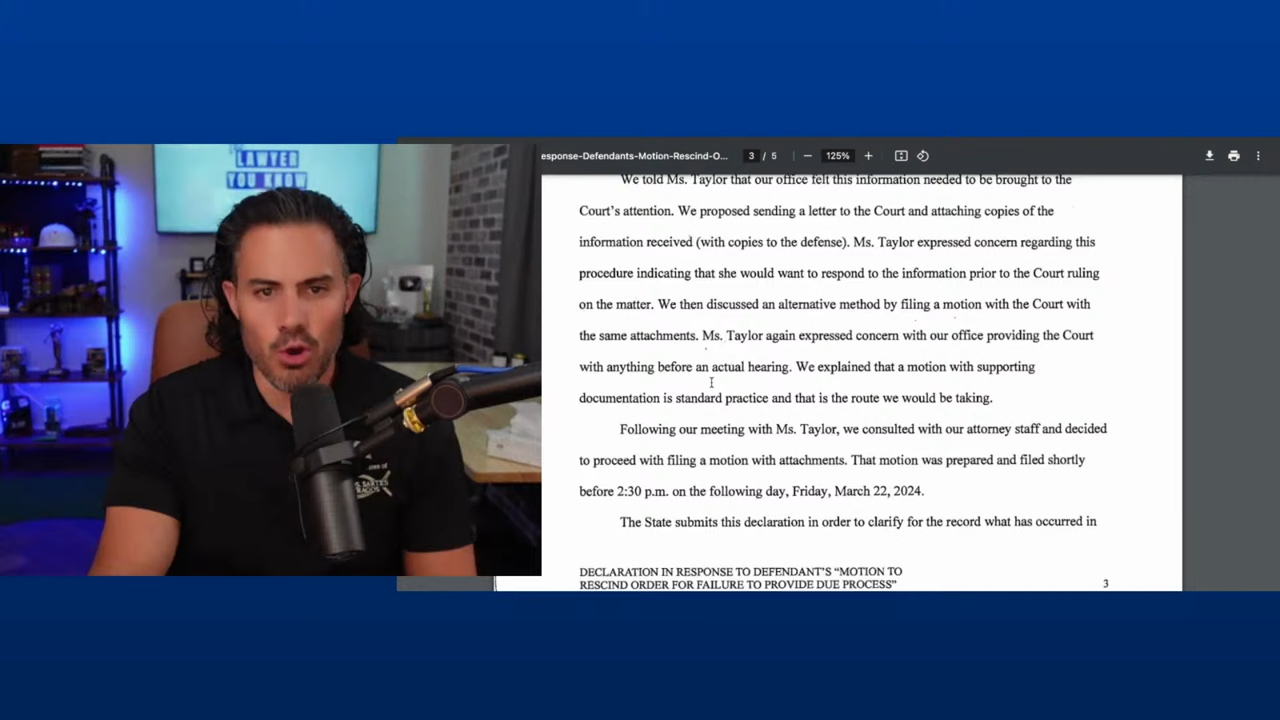 LAWYER
YOU KNOW
esponse-Defendants-Motion-Rescind-O...
3 / 5
125%
We told Ms. Taylor that our office felt this information needed to be brought to the
Court's attention. We proposed sending a letter to the Court and attaching copies of the
information received (with copies to the defense). Ms. Taylor expressed concern regarding this
procedure indicating that she would want to respond to the information prior to the Court ruling
on the matter. We then discussed an alternative method by filing a motion with the Court with
the same attachments. Ms. Taylor again expressed concern with our office providing the Court
with anything before an actual hearing. We explained that a motion with supporting
documentation is standard practice and that is the route we would be taking.
Following our meeting with Ms. Taylor, we consulted with our attorney staff and decided
to proceed with filing a motion with attachments. That motion was prepared and filed shortly
before 2:30 p.m. on the following day, Friday, March 22, 2024.
The State submits this declaration in order to clarify for the record what has occurred in
DECLARATION IN RESPONSE TO DEFENDANT'S “MOTION TO
RESCIND ORDER FOR FAILURE TO PROVIDE DUE PROCESS”
3